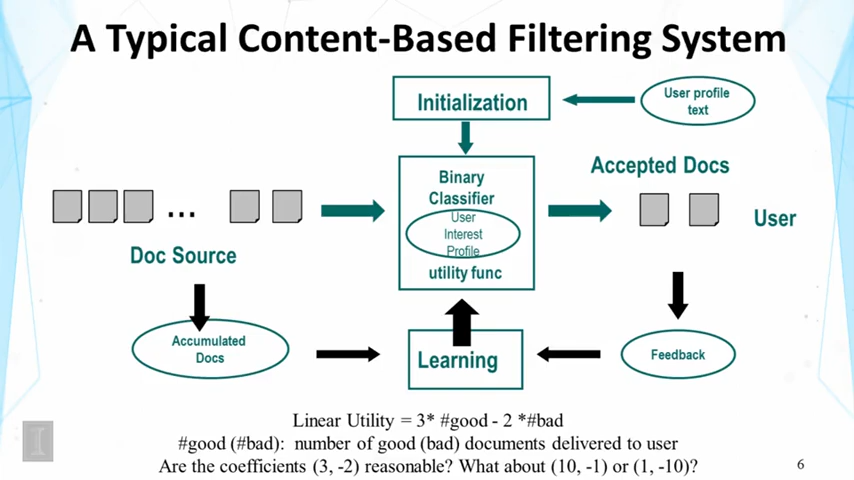 A Typical Content-Based Filtering System
Initialization
User profile
text
Binary
Classifier
User
Interest
Profile
utility func
Accepted Docs
...
User
Doc Source
Accumulated
Docs
Learning
Feedback
Linear Utility = 3* #good - 2 *#bad
#good (#bad): number of good (bad) documents delivered to user
Are the coefficients (3, -2) reasonable? What about (10, -1) or (1, -10)?
6